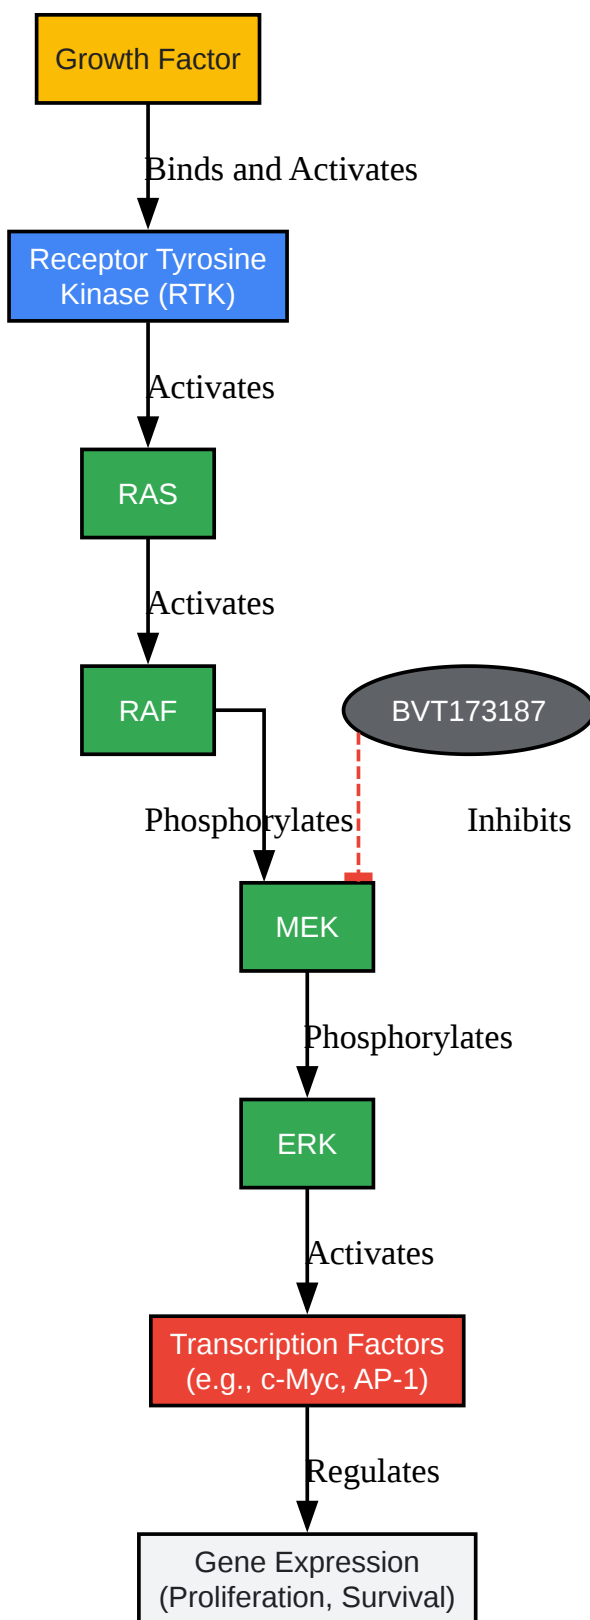 Growth Factor
Binds and Activates
Receptor Tyrosine
Kinase (RTK)
Activates
RAS
Activates
RAF
BVT173187
Phosphorylates
Inhibits
MEK
Phosphorylates
ERK
Activates
Transcription Factors
(e.g., c-Myc, AP-1)
Regulates
Gene Expression
(Proliferation, Survival)